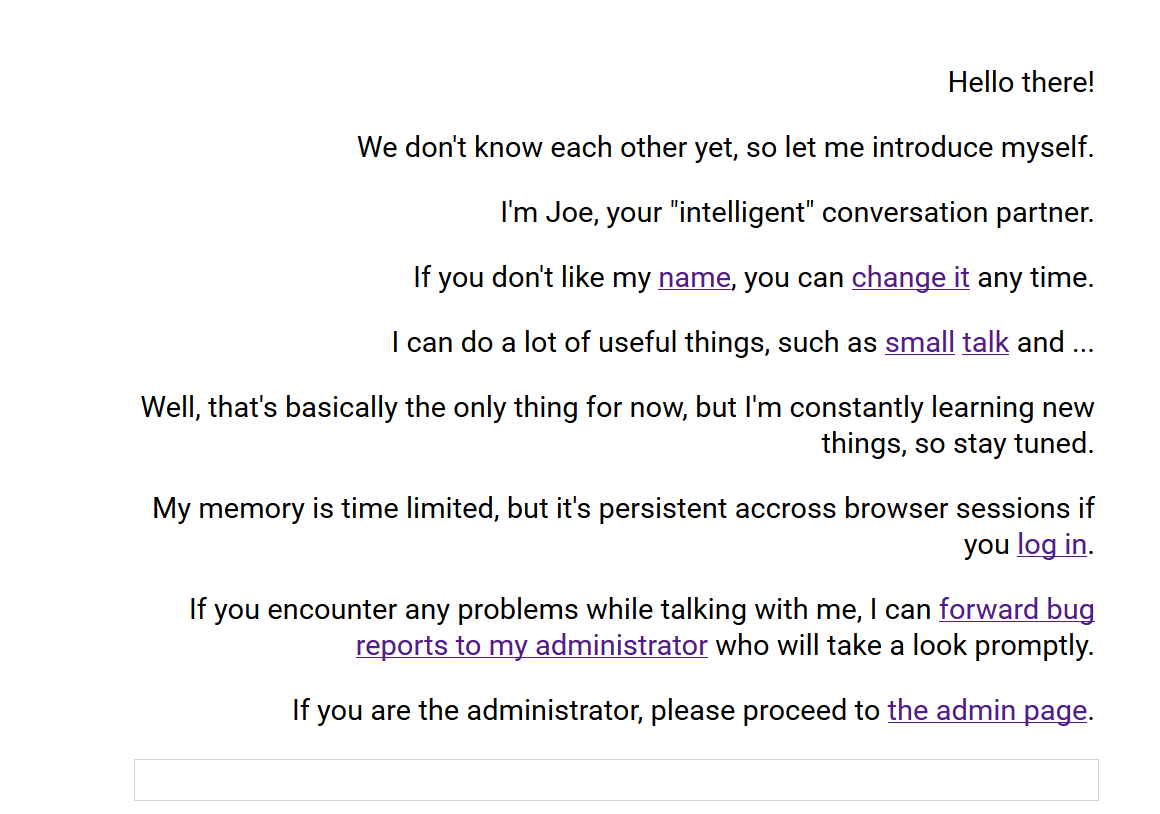 Hello there!
We don't know each other yet, so let me introduce myself.
I'm Joe, your "intelligent" conversation partner.
If you don't like my name, you can change it any time.
I can do a lot of useful things, such as small talk and ...
Well, that's basically the only thing for now, but I'm constantly learning new
things, so stay tuned.
My memory is time limited, but it's persistent accross browser sessions if
you log in.
If you encounter any problems while talking with me, I can forward bug
reports to my administrator who will take a look promptly.
If you are the administrator, please proceed to the admin page.